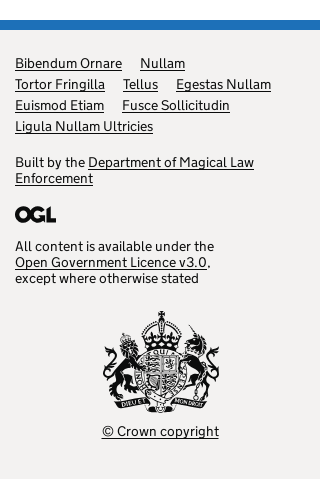 Bibendum Ornare Nullam
Tortor Fringilla Tellus Egestas Nullam
Euismod Etiam Fusce Sollicitudin
Ligula Nullam Ultricies
Built by the Department of Magical Law
Enforcement
OGL
All content is available under the
Open Government Licence v3.0,
except where otherwise stated
DIEU ET MON DROIT
© Crown copyright